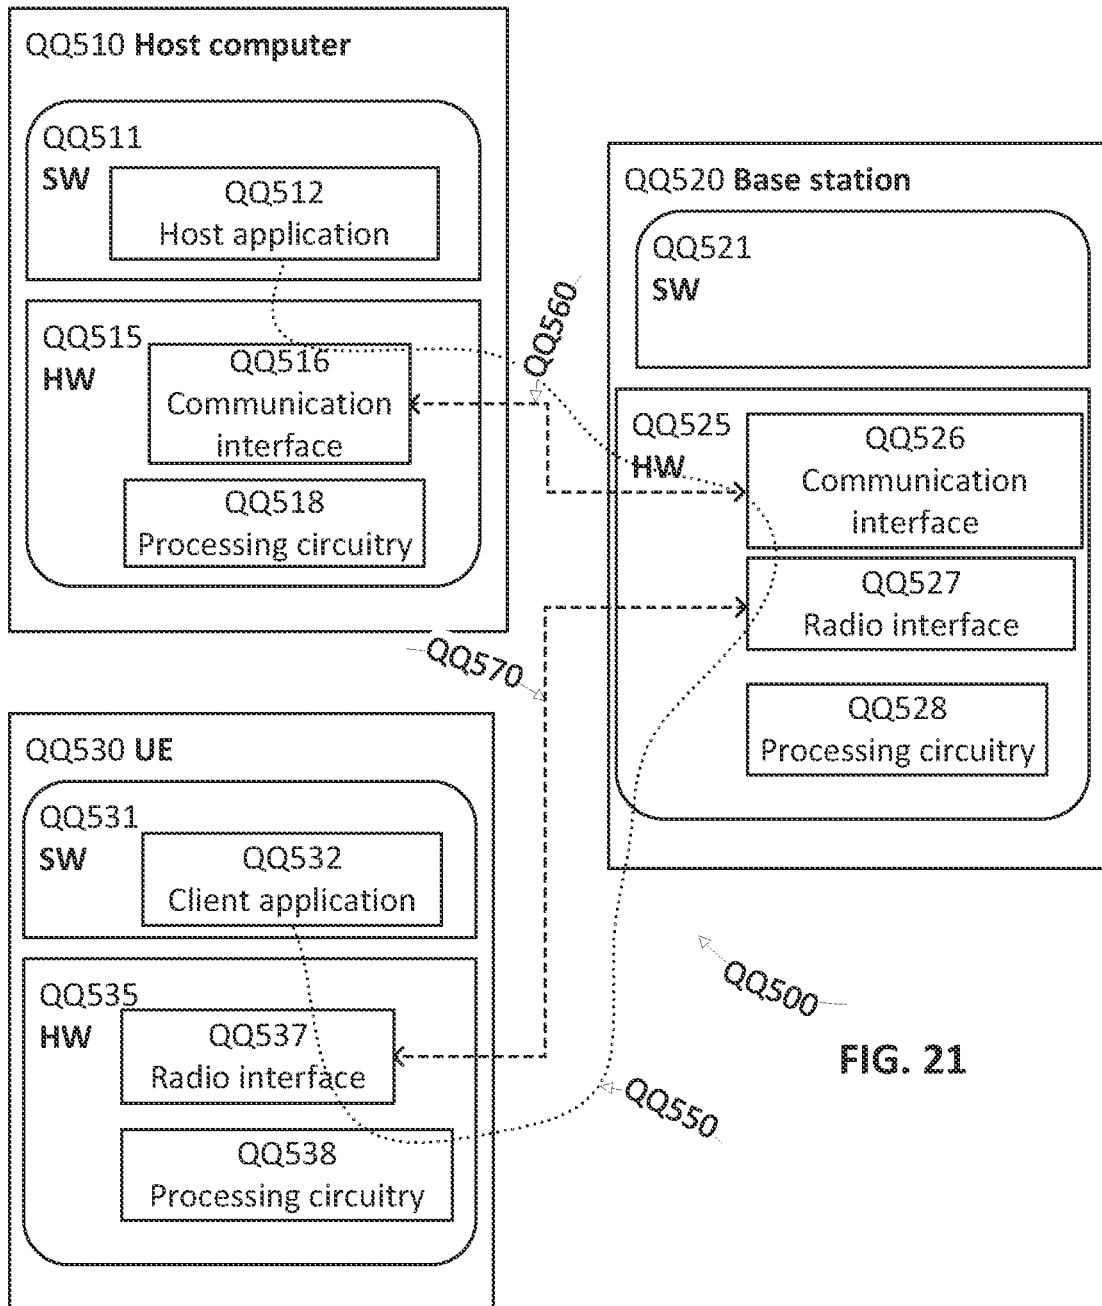 QQ510 Host computer
QQ511
SW
QQ512
Host application
QQ515
HW
QQ516
Communication
interface
QQ518
Processing circuitry
QQ560
QQ520 Base station
QQ521
SW
QQ525
HW
QQ526
Communication
interface
QQ527
Radio interface
QQ528
Processing circuitry
QQ570
QQ530 UE
QQ531
SW
QQ532
Client application
QQ535
HW
QQ537
Radio interface
QQ538
Processing circuitry
QQ500
QQ550
FIG. 21